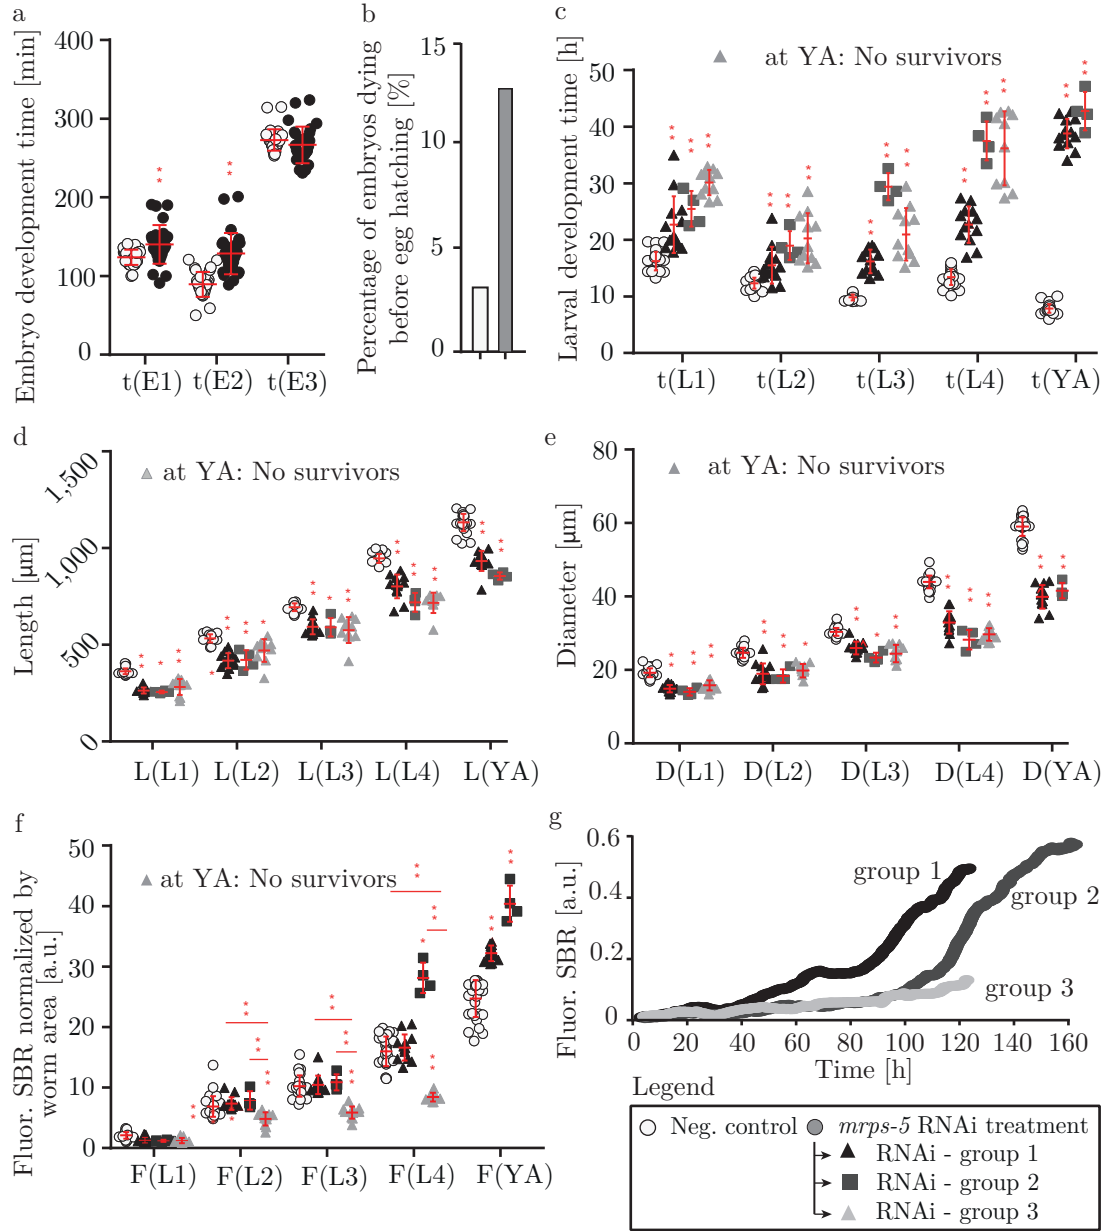 a
Embryo development time [min]
400
300
200
100
0
t(E1)
t(E2)
t(E3)
b
Percentage of embryos dying
before egg hatching [%]
15
10
5
0
c
Larval development time [h]
at YA: No survivors
50
40
30
20
10
0
t(L1)
t(L2)
t(L3)
t(L4)
t(YA)
d
Length [µm]
at YA: No survivors
1,500
1,000
500
0
L(L1)
L(L2)
L(L3)
L(L4)
L(YA)
e
Diameter [µm]
at YA: No survivors
80
60
40
20
0
D(L1)
D(L2)
D(L3)
D(L4)
D(YA)
f
Fluor. SBR normalized by
worm area [a.u.]
at YA: No survivors
50
40
30
20
10
0
F(L1)
F(L2)
F(L3)
F(L4)
F(YA)
g
Fluor. SBR [a.u.]
0.6
0.4
0.2
0
group 1
group 2
group 3
0 20 40 60 80 100 120 140 160
Time [h]
Legend
Neg. control
mrps-5 RNAi treatment
RNAi - group 1
RNAi - group 2
RNAi - group 3